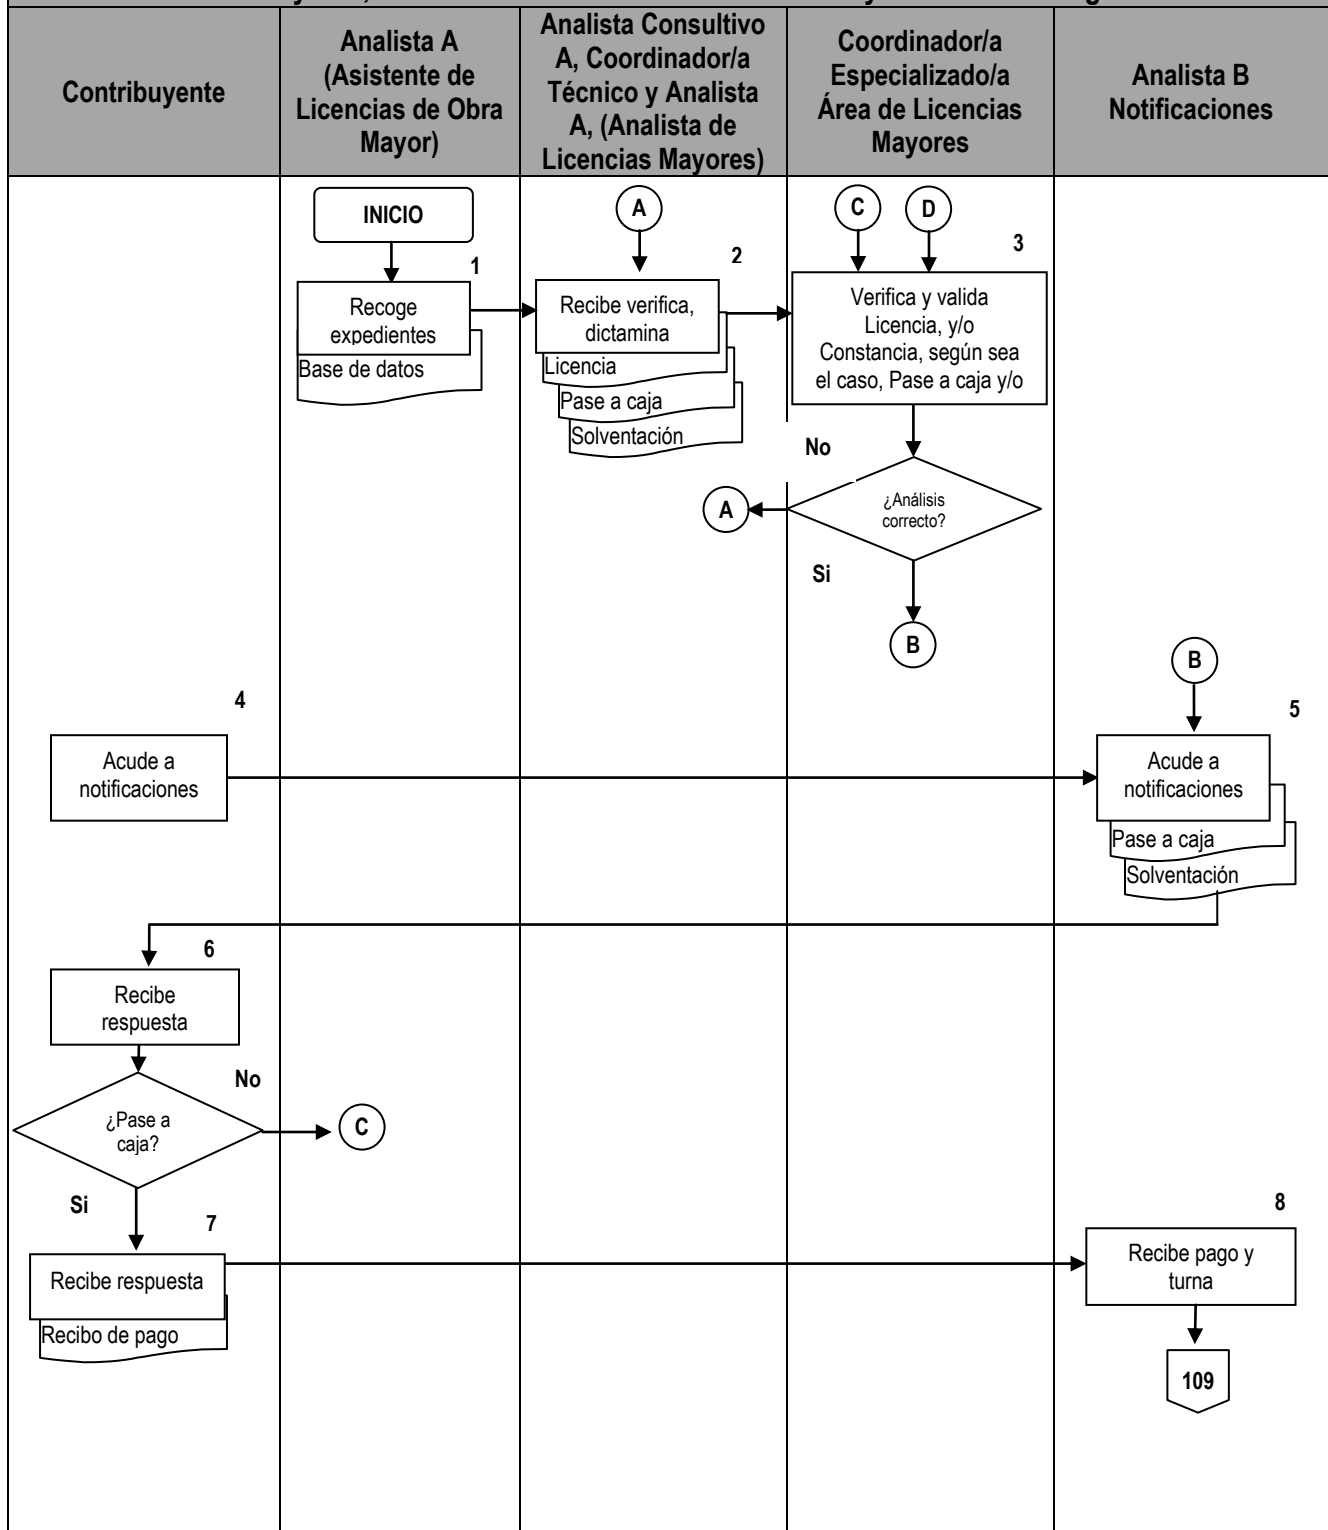 Contribuyente
Analista A
(Asistente de
Licencias de Obra
Mayor)
Analista Consultivo
A, Coordinador/a
Técnico y Analista
A, (Analista de
Licencias Mayores)
Coordinador/a
Especializado/a
Área de Licencias
Mayores
Analista B
Notificaciones
INICIO
1
Recoge
expedientes
Base de datos
A
2
Recibe verifica,
dictamina
Licencia
Pase a caja
Solventación
C
D
3
Verifica y valida
Licencia, y/o
Constancia, según sea
el caso, Pase a caja y/o
No
¿Análisis
correcto?
A
Si
B
B
4
Acude a
notificaciones
5
Acude a
notificaciones
Pase a caja
Solventación
6
Recibe
respuesta
No
¿Pase a
caja?
C
Si
7
Recibe respuesta
Recibo de pago
8
Recibe pago y
turna
109